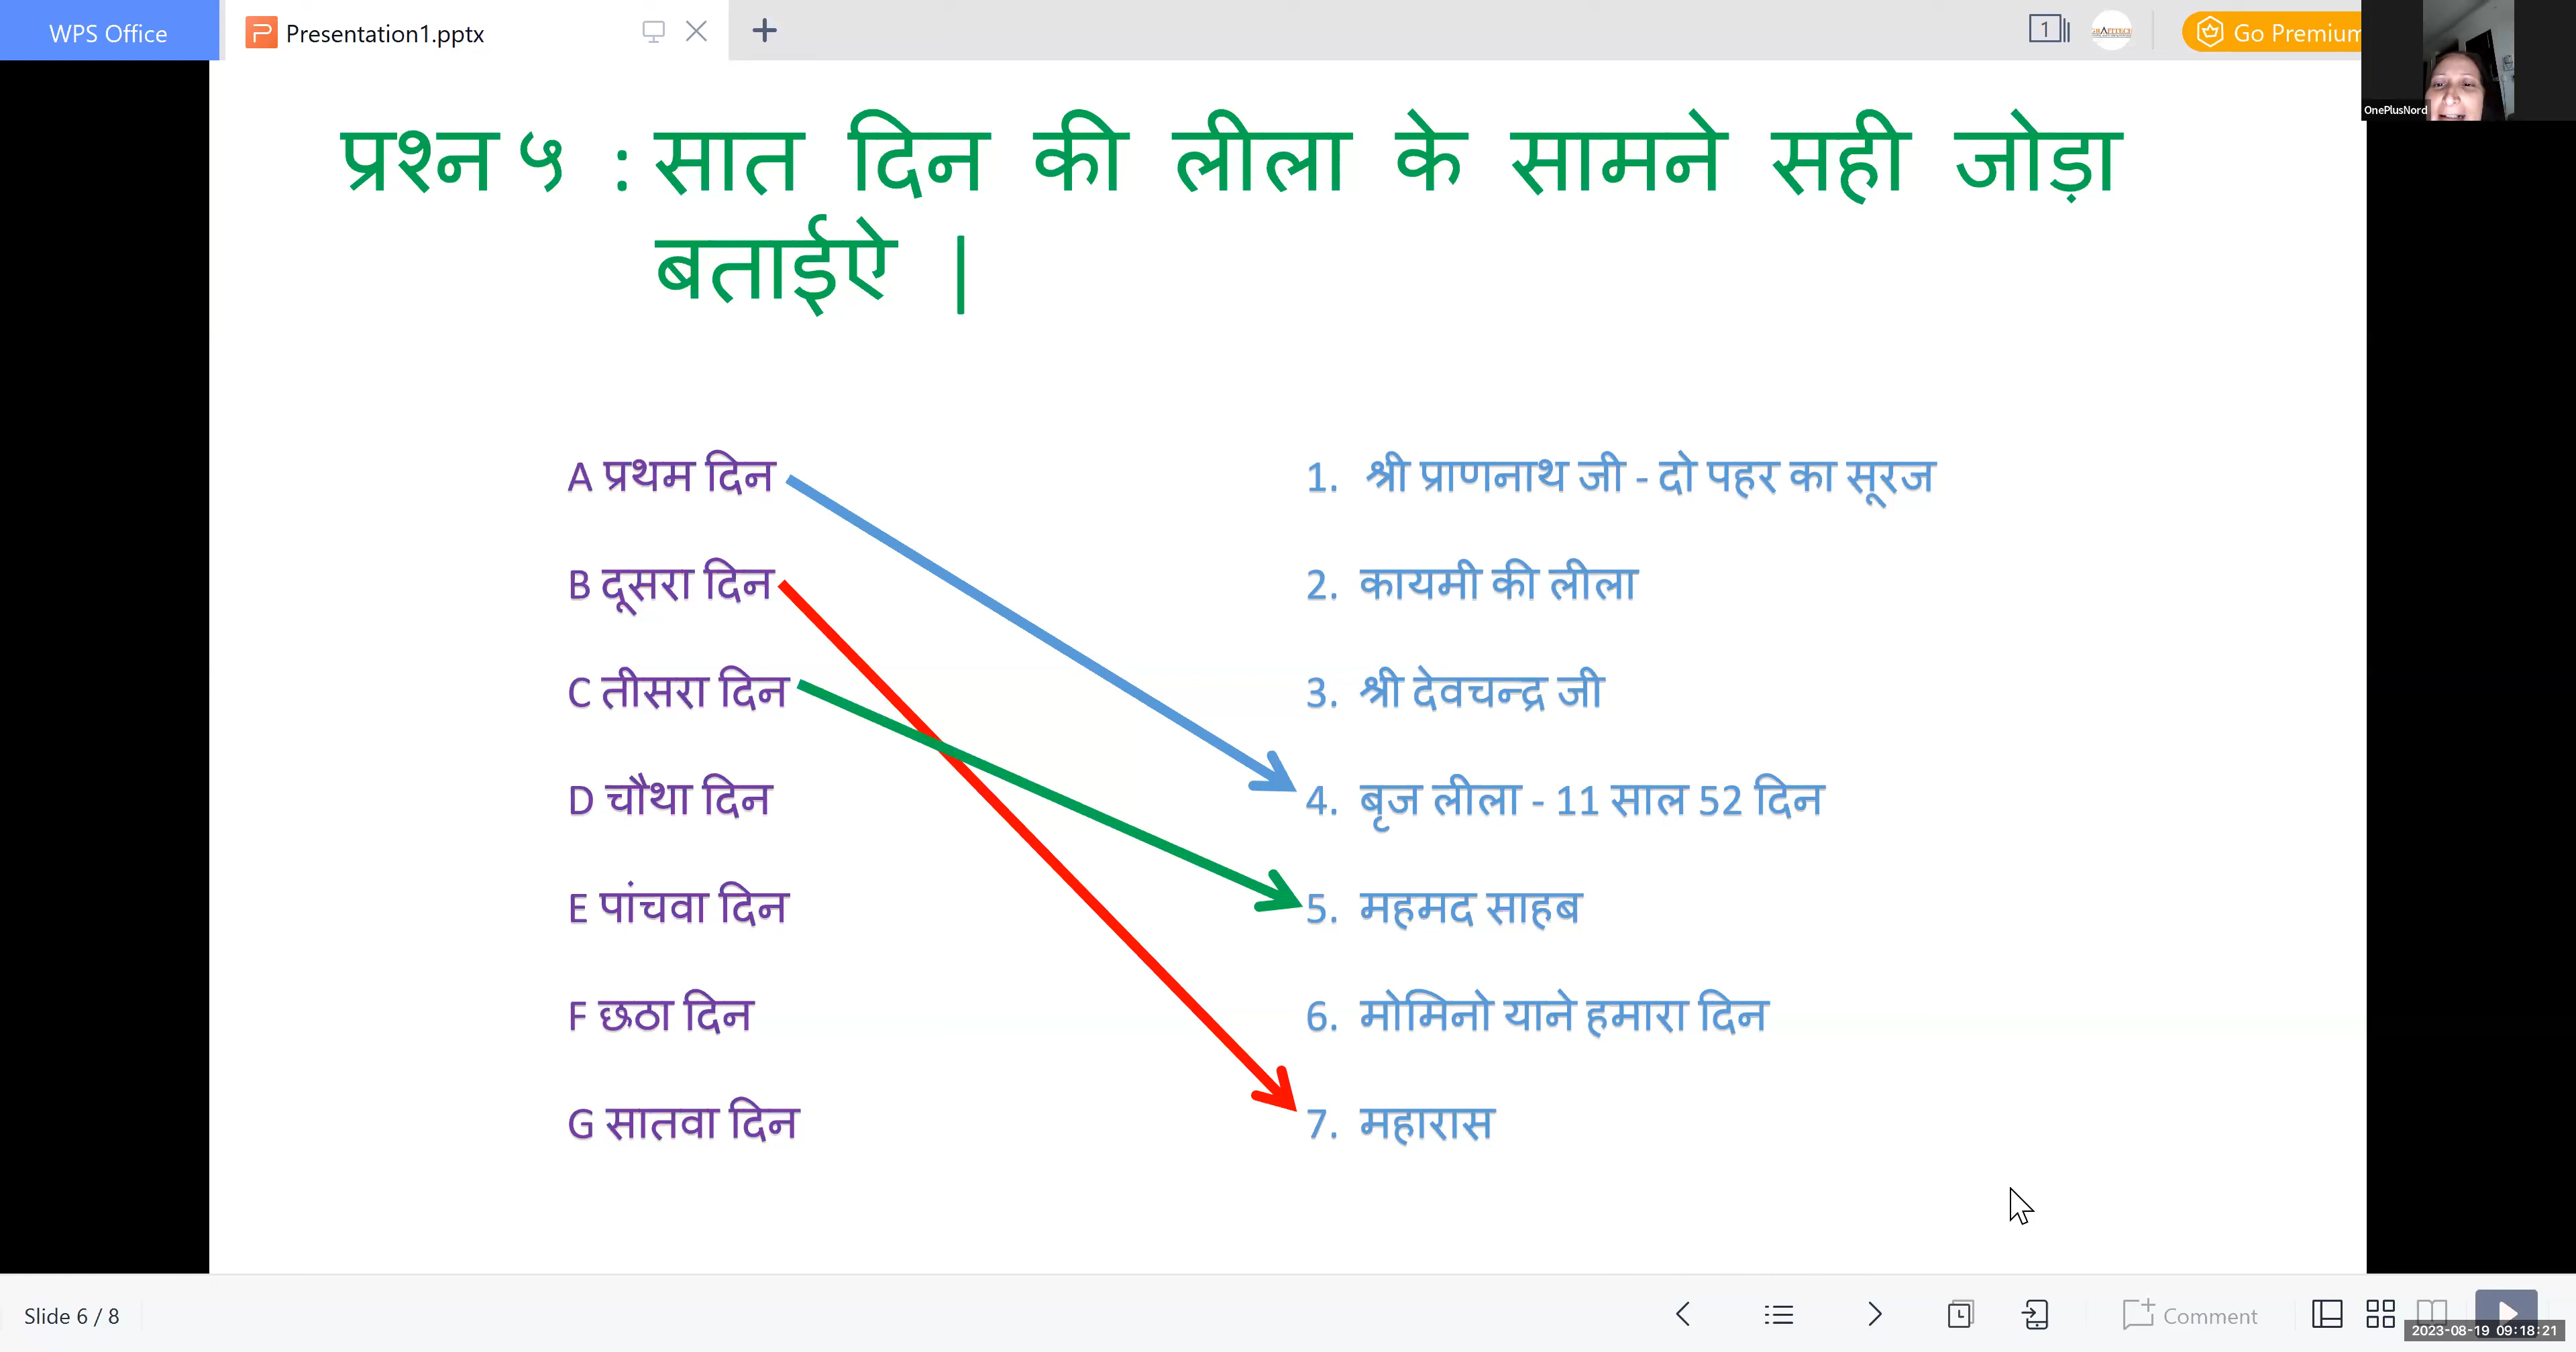 WPS Office
Presentation1.pptx
1
Go Premium
OnePlusNord
प्रश्न ५ : सात दिन की लीला के सामने सही जोड़ा
बताईऐ |
A प्रथम दिन
B दूसरा दिन
C तीसरा दिन
D चौथा दिन
E पांचवा दिन
F छठा दिन
G सातवा दिन
1. श्री प्राणनाथ जी - दो पहर का सूरज
2. कायमी की लीला
3. श्री देवचन्द्र जी
4. बृज लीला - 11 साल 52 दिन
5. महमद साहब
6. मोमिनो याने हमारा दिन
7. महारास
Slide 6 / 8
Comment
2023-08-19 09:18:21